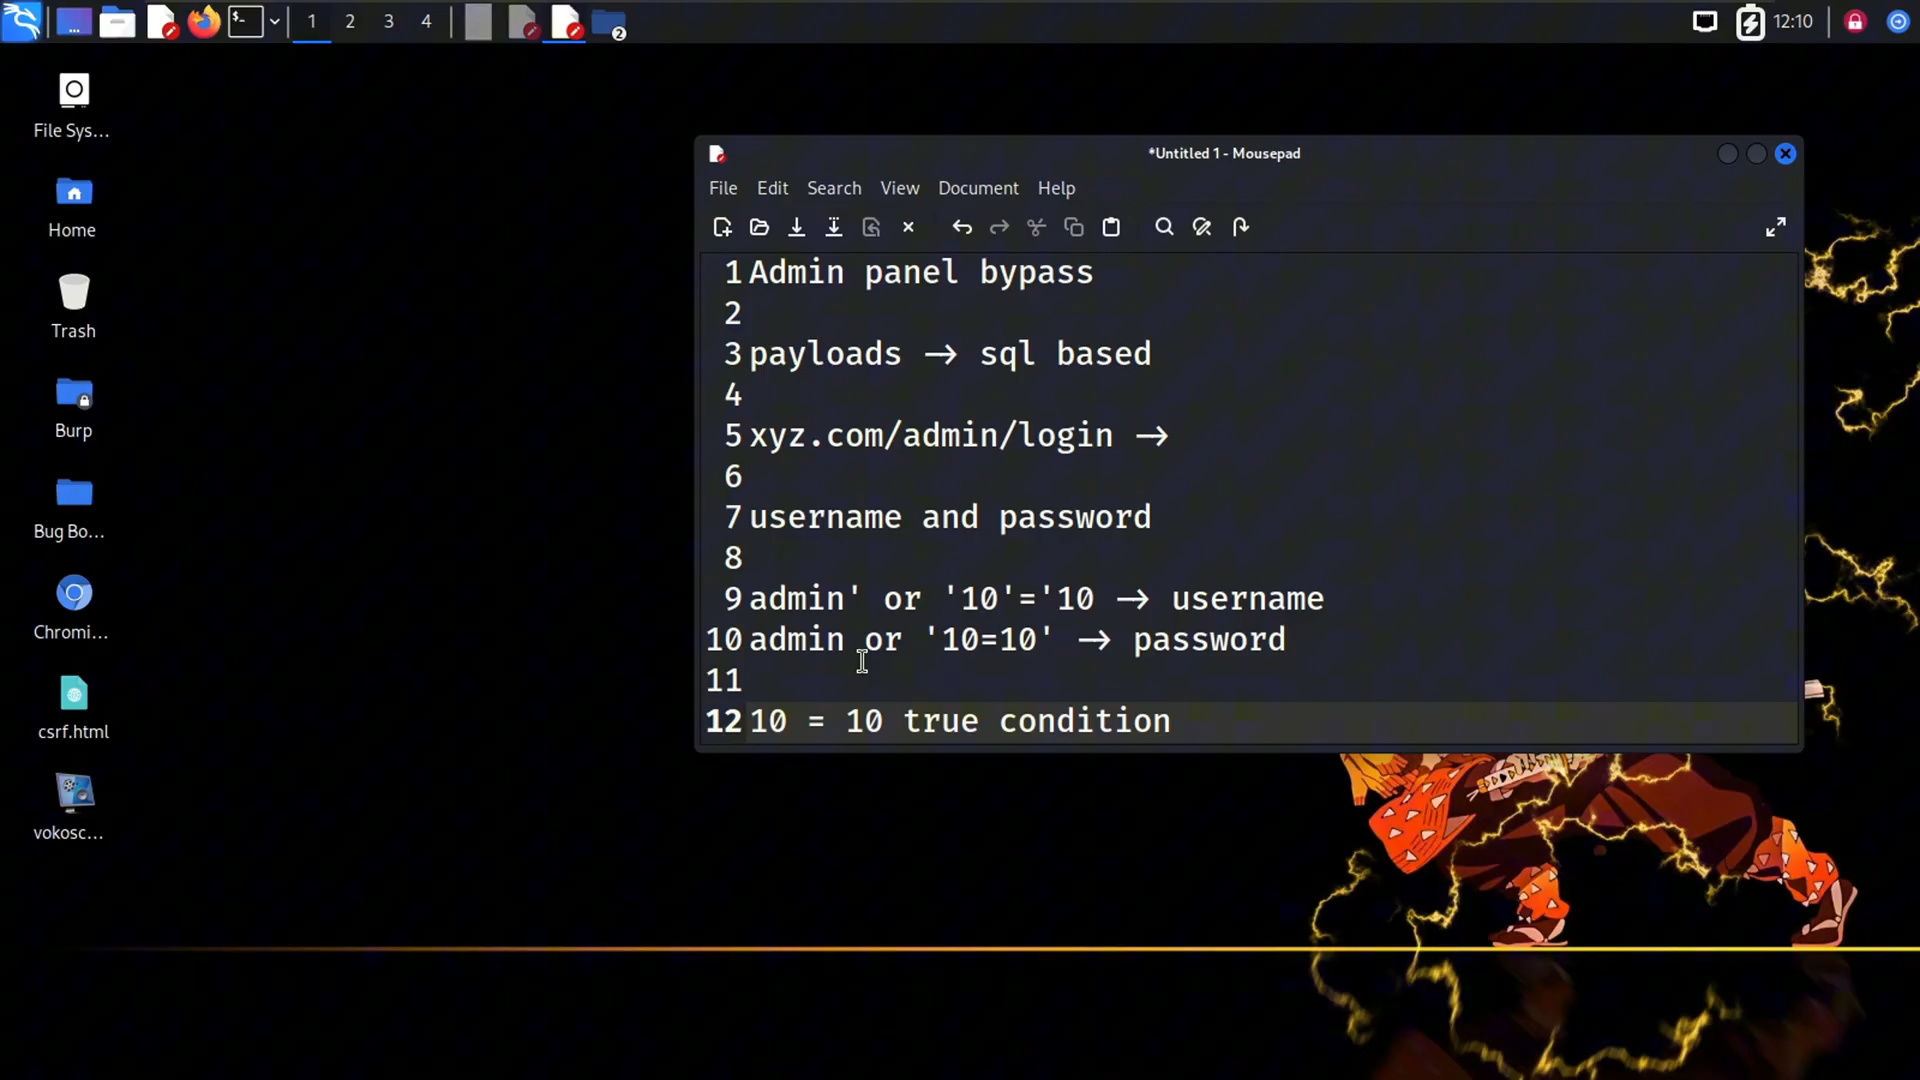 1 2 3 4
2
12:10
File Sys...
Home
Trash
Burp
Bug Bo...
Chromi...
csrf.html
vokosc...
*Untitled 1 - Mousepad
File Edit Search View Document Help
1 Admin panel bypass
2
3 payloads → sql based
4
5 xyz.com/admin/login →
6
7 username and password
8
9 admin' or '10'='10 → username
10 admin or '10=10' → password
11
12 10 = 10 true condition